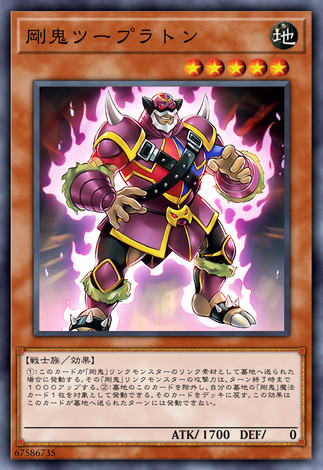 剛鬼ツープラトン
地
【戦士族／効果】
①：このカードが「剛鬼」リンクモンスターのリンク素材として墓地へ送られた
場合に発動する。その「剛鬼」リンクモンスターの攻撃力は、ターン終了時まで
１０００アップする。②：墓地のこのカードを除外し、自分の墓地の「剛鬼」魔法
カード１枚を対象として発動できる。そのカードをデッキに戻す。この効果は
このカードが墓地へ送られたターンには発動できない。
ATK/ 1700 DEF/ 0
67586735